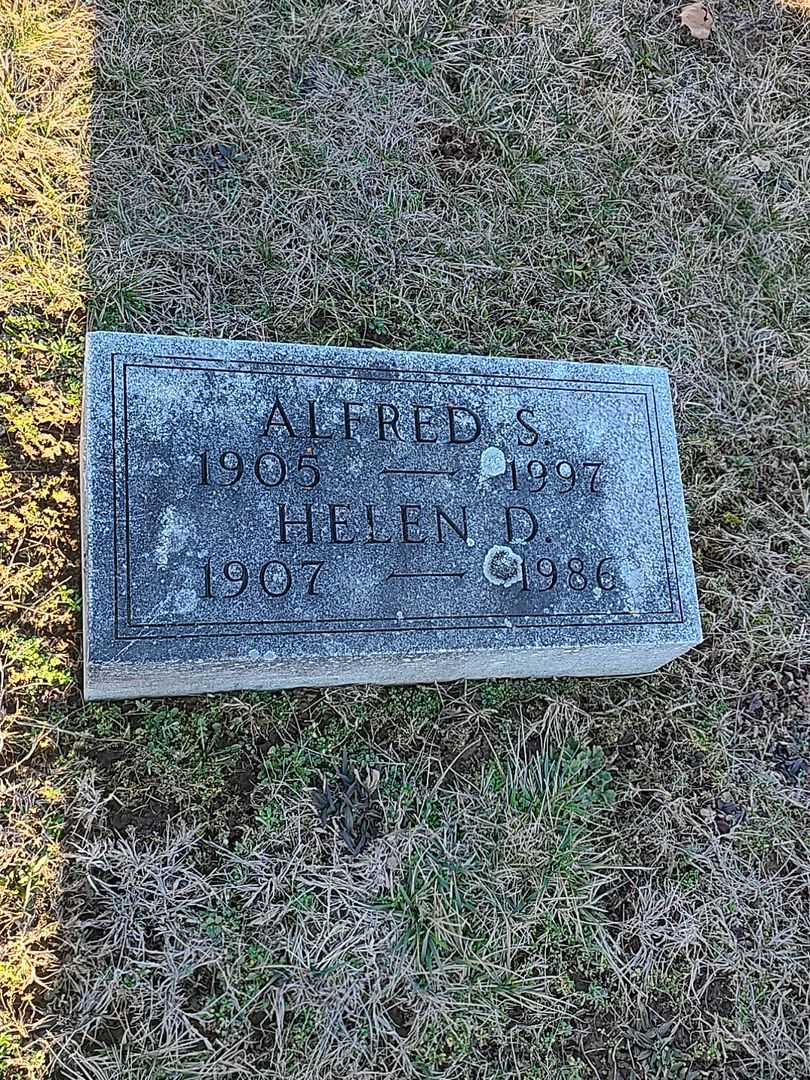 ALFRED S.
1905 — 1997
HELEN D.
1907 — 1986